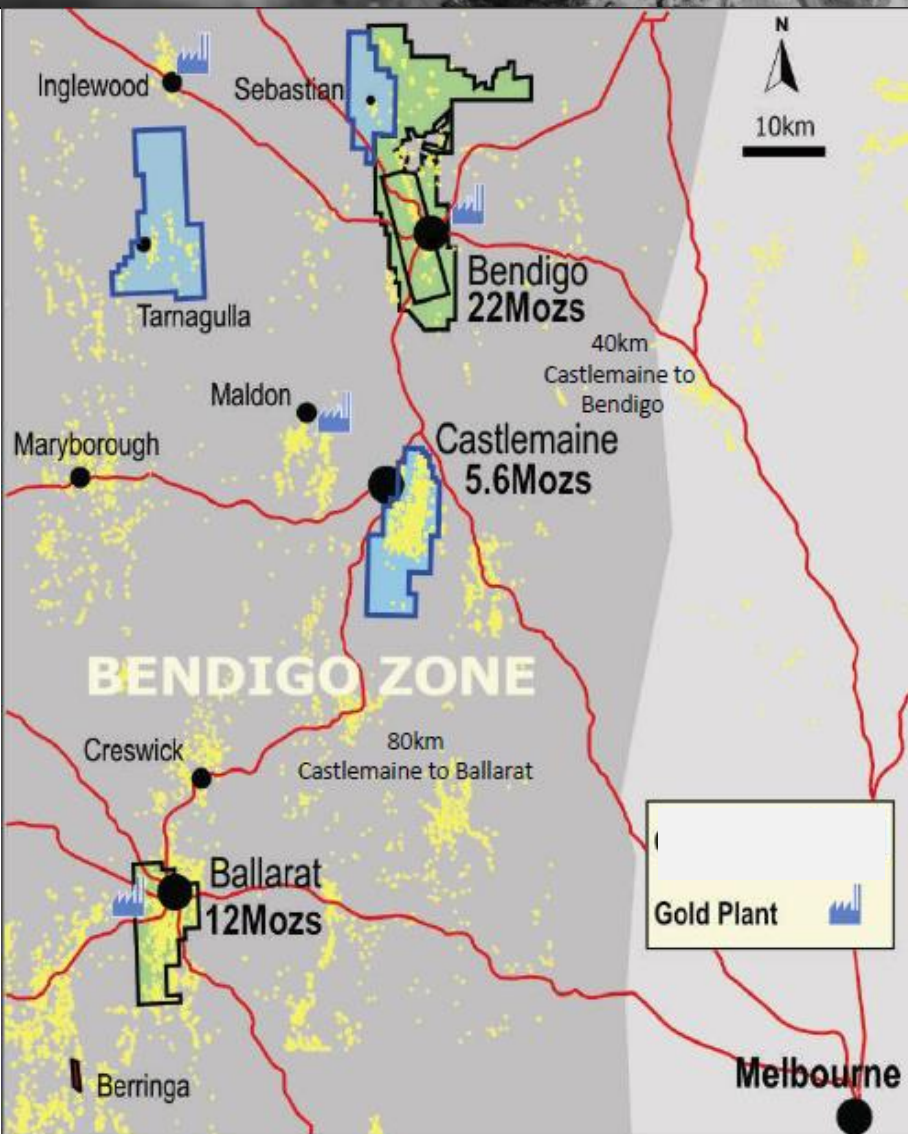 N
Inglewood
Sebastian
10km
Bendigo
22Mozs
Tarnagulla
40km
Castlemaine to
Bendigo
Maldon
Castlemaine
5.6Mozs
Maryborough
BENDIGO ZONE
Creswick
80km
Castlemaine to Ballarat
Ballarat
12Mozs
Gold Plant
Melbourne
Berringa